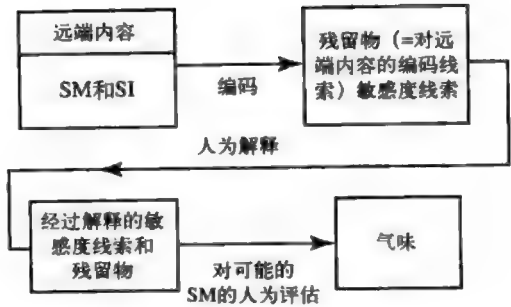 远端内容
SM和SI
编码
残留物（=对远
端内容的编码线
索）敏感度线索
人为解释
经过解释的敏
感度线索和
残留物
对可能的
SM的人为评估
气味